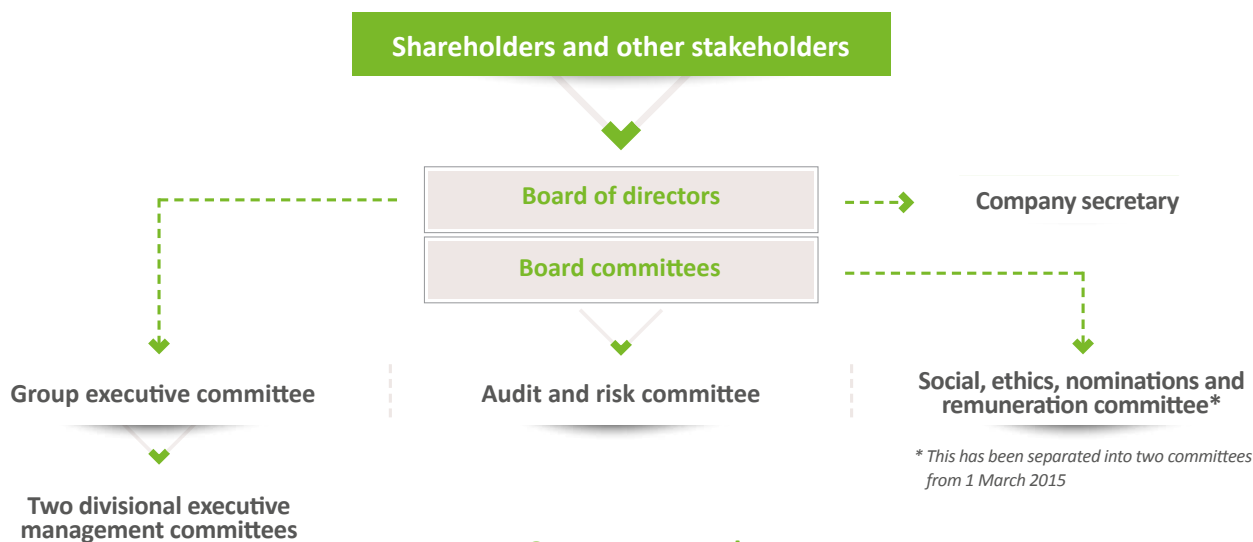 Shareholders and other stakeholders
Board of directors
Company secretary
Board committees
Group executive committee
Audit and risk committee
Social, ethics, nominations and
remuneration committee*
* This has been separated into two committees
from 1 March 2015
Two divisional executive
management committees